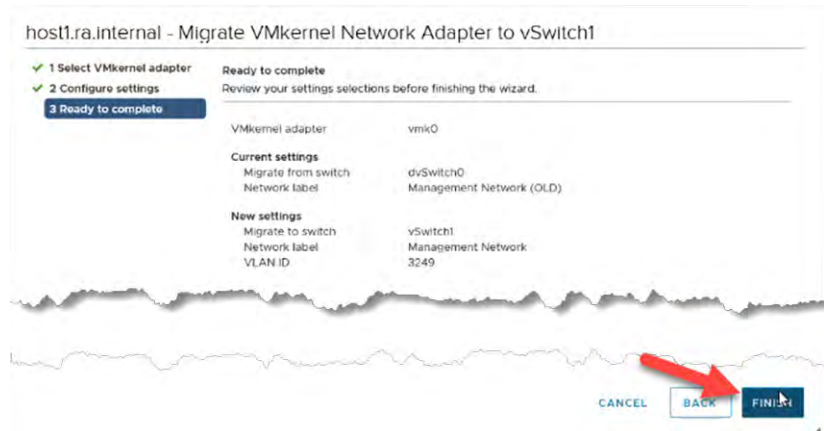 host1.ra.internal - Migrate VMkernel Network Adapter to vSwitch1
✓ 1 Select VMkernel adapter
✓ 2 Configure settings
3 Ready to complete
Ready to complete
Review your settings selections before finishing the wizard.
VMkernel adapter vmk0
Current settings
Migrate from switch dvSwitch0
Network label Management Network (OLD)
New settings
Migrate to switch vSwitch1
Network label Management Network
VLAN ID 3249
CANCEL BACK FINISH